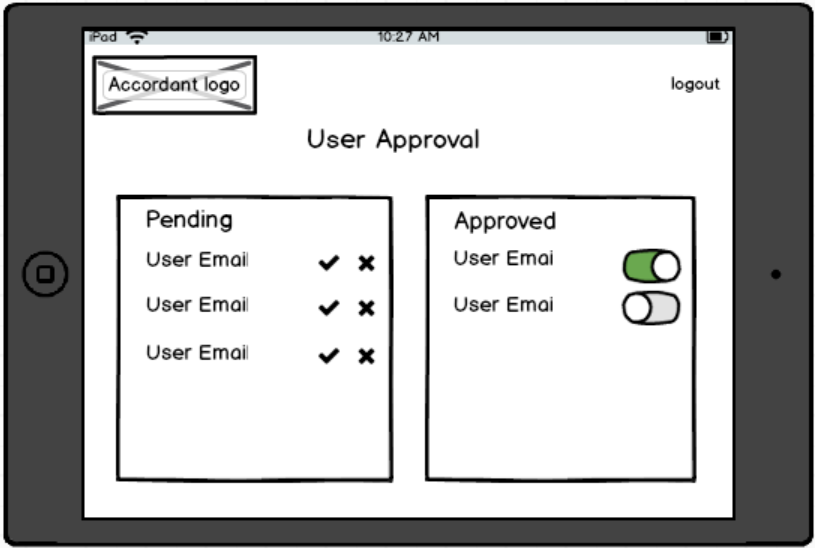 iPad 10:27 AM
Accordant logo
logout
User Approval
Pending
User Email
User Email
User Email
Approved
User Emai
User Emai